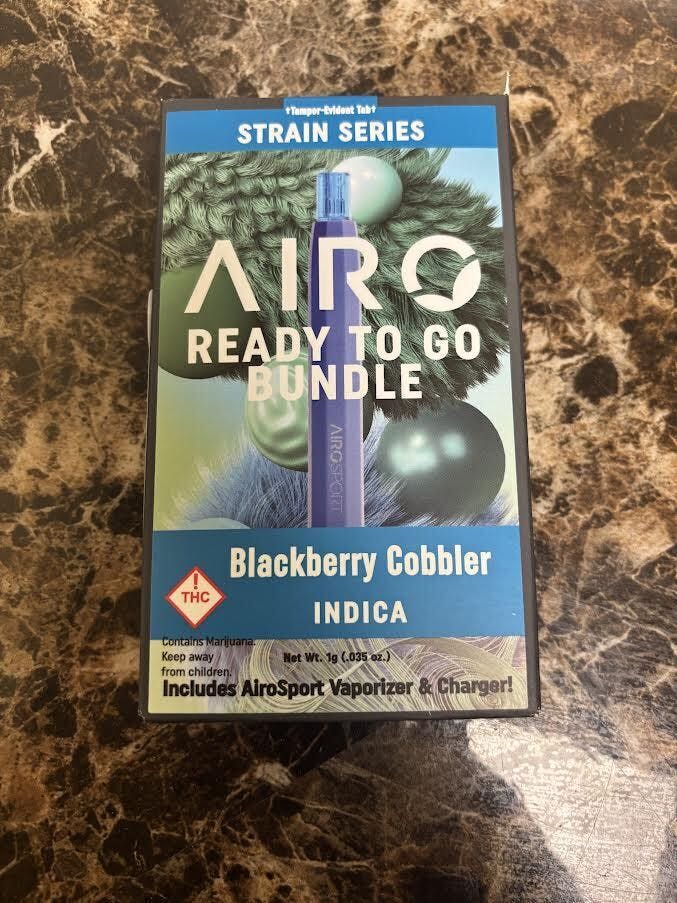 †Tamper-Evident Tab†
STRAIN SERIES
AIRO
READY TO GO
BUNDLE
AIROSPORT
Blackberry Cobbler
INDICA
!
THC
Contains Marijuana.
Keep away
from children.
Net Wt. 1g (.035 oz.)
Includes AiroSport Vaporizer & Charger!